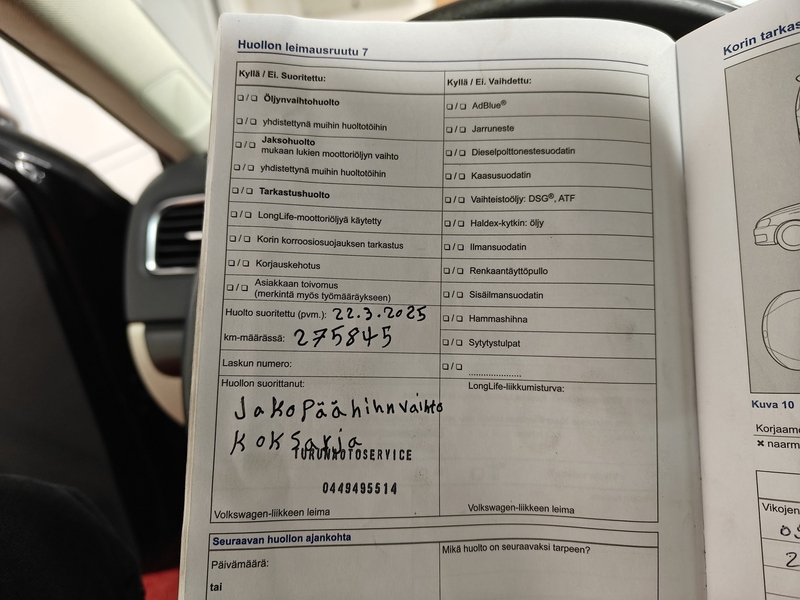 Huollon leimausruutu 7
Kyllä / Ei. Suoritettu:
❏ / ❏ Öljynvaihtohuolto
❏ / ❏ yhdistettynä muihin huoltotöihin
❏ / ❏ Jaksohuolto
mukaan lukien moottoriöljyn vaihto
❏ / ❏ yhdistettynä muihin huoltotöihin
❏ / ❏ Tarkastushuolto
❏ / ❏ LongLife-moottoriöljyä käytetty
❏ / ❏ Korin korroosiosuojauksen tarkastus
❏ / ❏ Korjauskehotus
❏ / ❏ Asiakkaan toivomus
(merkintä myös työmääräykseen)
Huolto suoritettu (pvm.): 22.3.2025
km-määrässä: 275845
Laskun numero:
Huollon suorittanut:
Jakopäähihnvaihto
koksarja
TURUNAUTOSERVICE
0449495514
Volkswagen-liikkeen leima
Kyllä / Ei. Vaihdettu:
❏ / ❏ AdBlue®
❏ / ❏ Jarruneste
❏ / ❏ Dieselpolttonestesuodatin
❏ / ❏ Kaasusuodatin
❏ / ❏ Vaihteistoöljy: DSG®, ATF
❏ / ❏ Haldex-kytkin: öljy
❏ / ❏ Ilmansuodatin
❏ / ❏ Renkaantäyttöpullo
❏ / ❏ Sisäilmansuodatin
❏ / ❏ Hammashihna
❏ / ❏ Sytytystulpat
❏ / ❏ ....................
LongLife-liikkumisturva:
Volkswagen-liikkeen leima
Seuraavan huollon ajankohta
Päivämäärä:
tai
Mikä huolto on seuraavaksi tarpeen?
Korin tarkas
Kuva 10
Korjaam
✖ naarm
Vikojen